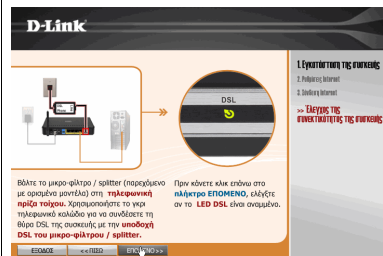 D-Link
1. Εγκατάσταση της συσκευής
2. Ρυθμίσεις Internet
3. Σύνδεση Internet
>> Έλεγχος της
συνεκτικότητας της συσκευής
DSL
Βάλτε το μικρο-φίλτρο / splitter (παρεχόμενο
με ορισμένα μοντέλα) στη τηλεφωνική
πρίζα τοίχου. Χρησιμοποιήστε το γκρι
τηλεφωνικό καλώδιο για να συνδέσετε τη
θύρα DSL της συσκευής με την υποδοχή
DSL του μικρο-φίλτρου / splitter.
Πριν κάνετε κλικ επάνω στο
πλήκτρο ΕΠΟΜΕΝΟ, ελέγξτε
αν το LED DSL είναι αναμμένο.
ΕΞΟΔΟΣ
<< ΠΙΣΩ
ΕΠΟΜΕΝΟ >>